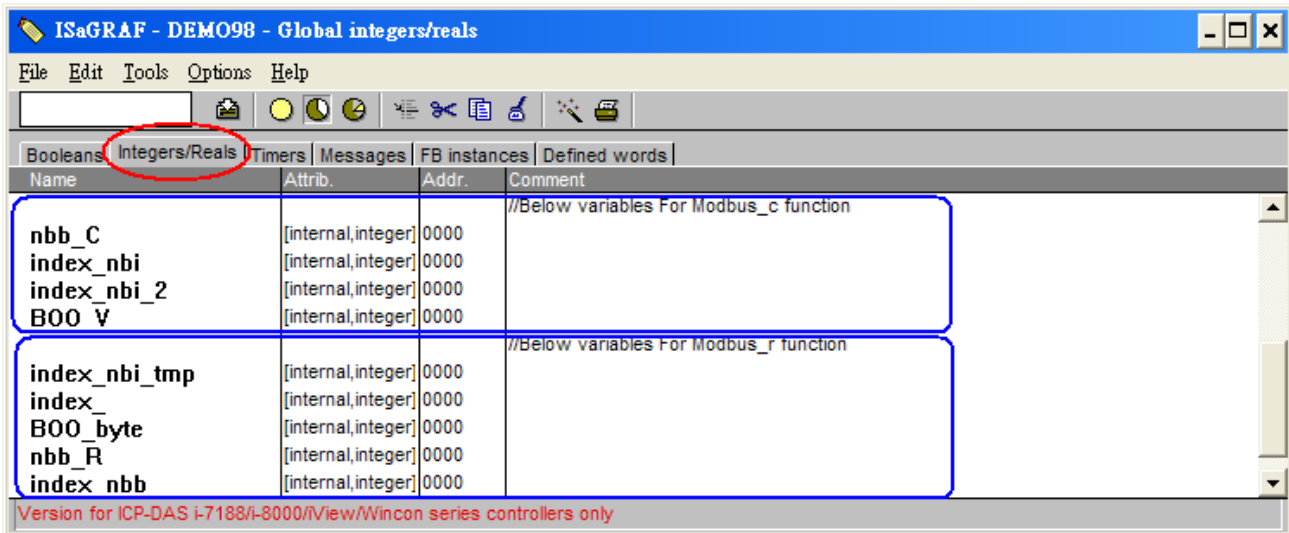 ISaGRAF - DEMO98 - Global integers/reals
File Edit Tools Options Help
Booleans Integers/Reals Timers Messages FB instances Defined words
Name Attrib. Addr. Comment
//Below variables For Modbus_c function
nbb_C [internal,integer] 0000
index_nbi [internal,integer] 0000
index_nbi_2 [internal,integer] 0000
BOO_V [internal,integer] 0000
//Below variables For Modbus_r function
index_nbi_tmp [internal,integer] 0000
index_ [internal,integer] 0000
BOO_byte [internal,integer] 0000
nbb_R [internal,integer] 0000
index_nbb [internal,integer] 0000
Version for ICP-DAS i-7188/i-8000/iView/Wincon series controllers only